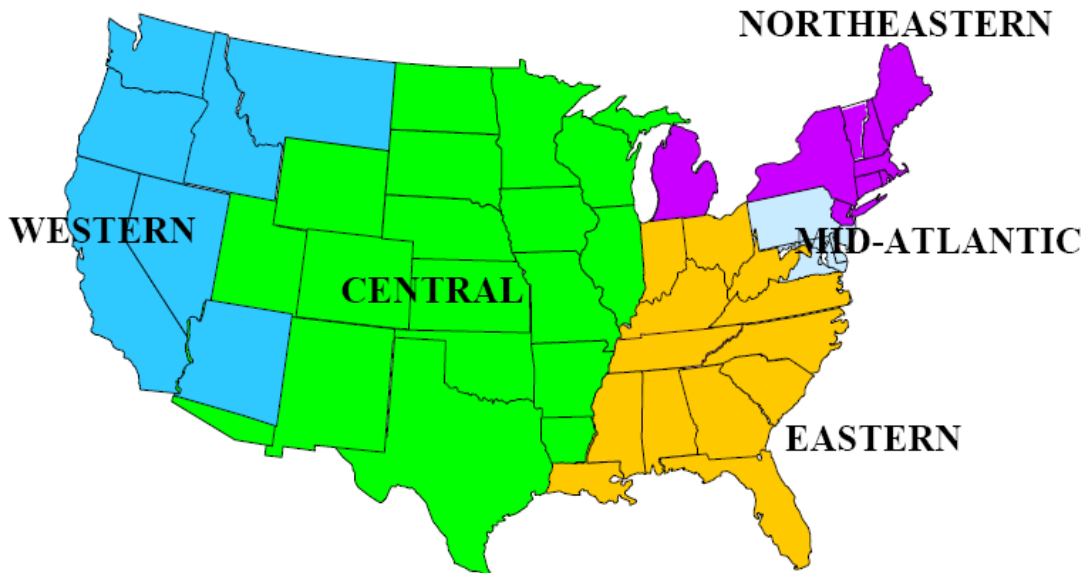 NORTHEASTERN
WESTERN
MID-ATLANTIC
CENTRAL
EASTERN